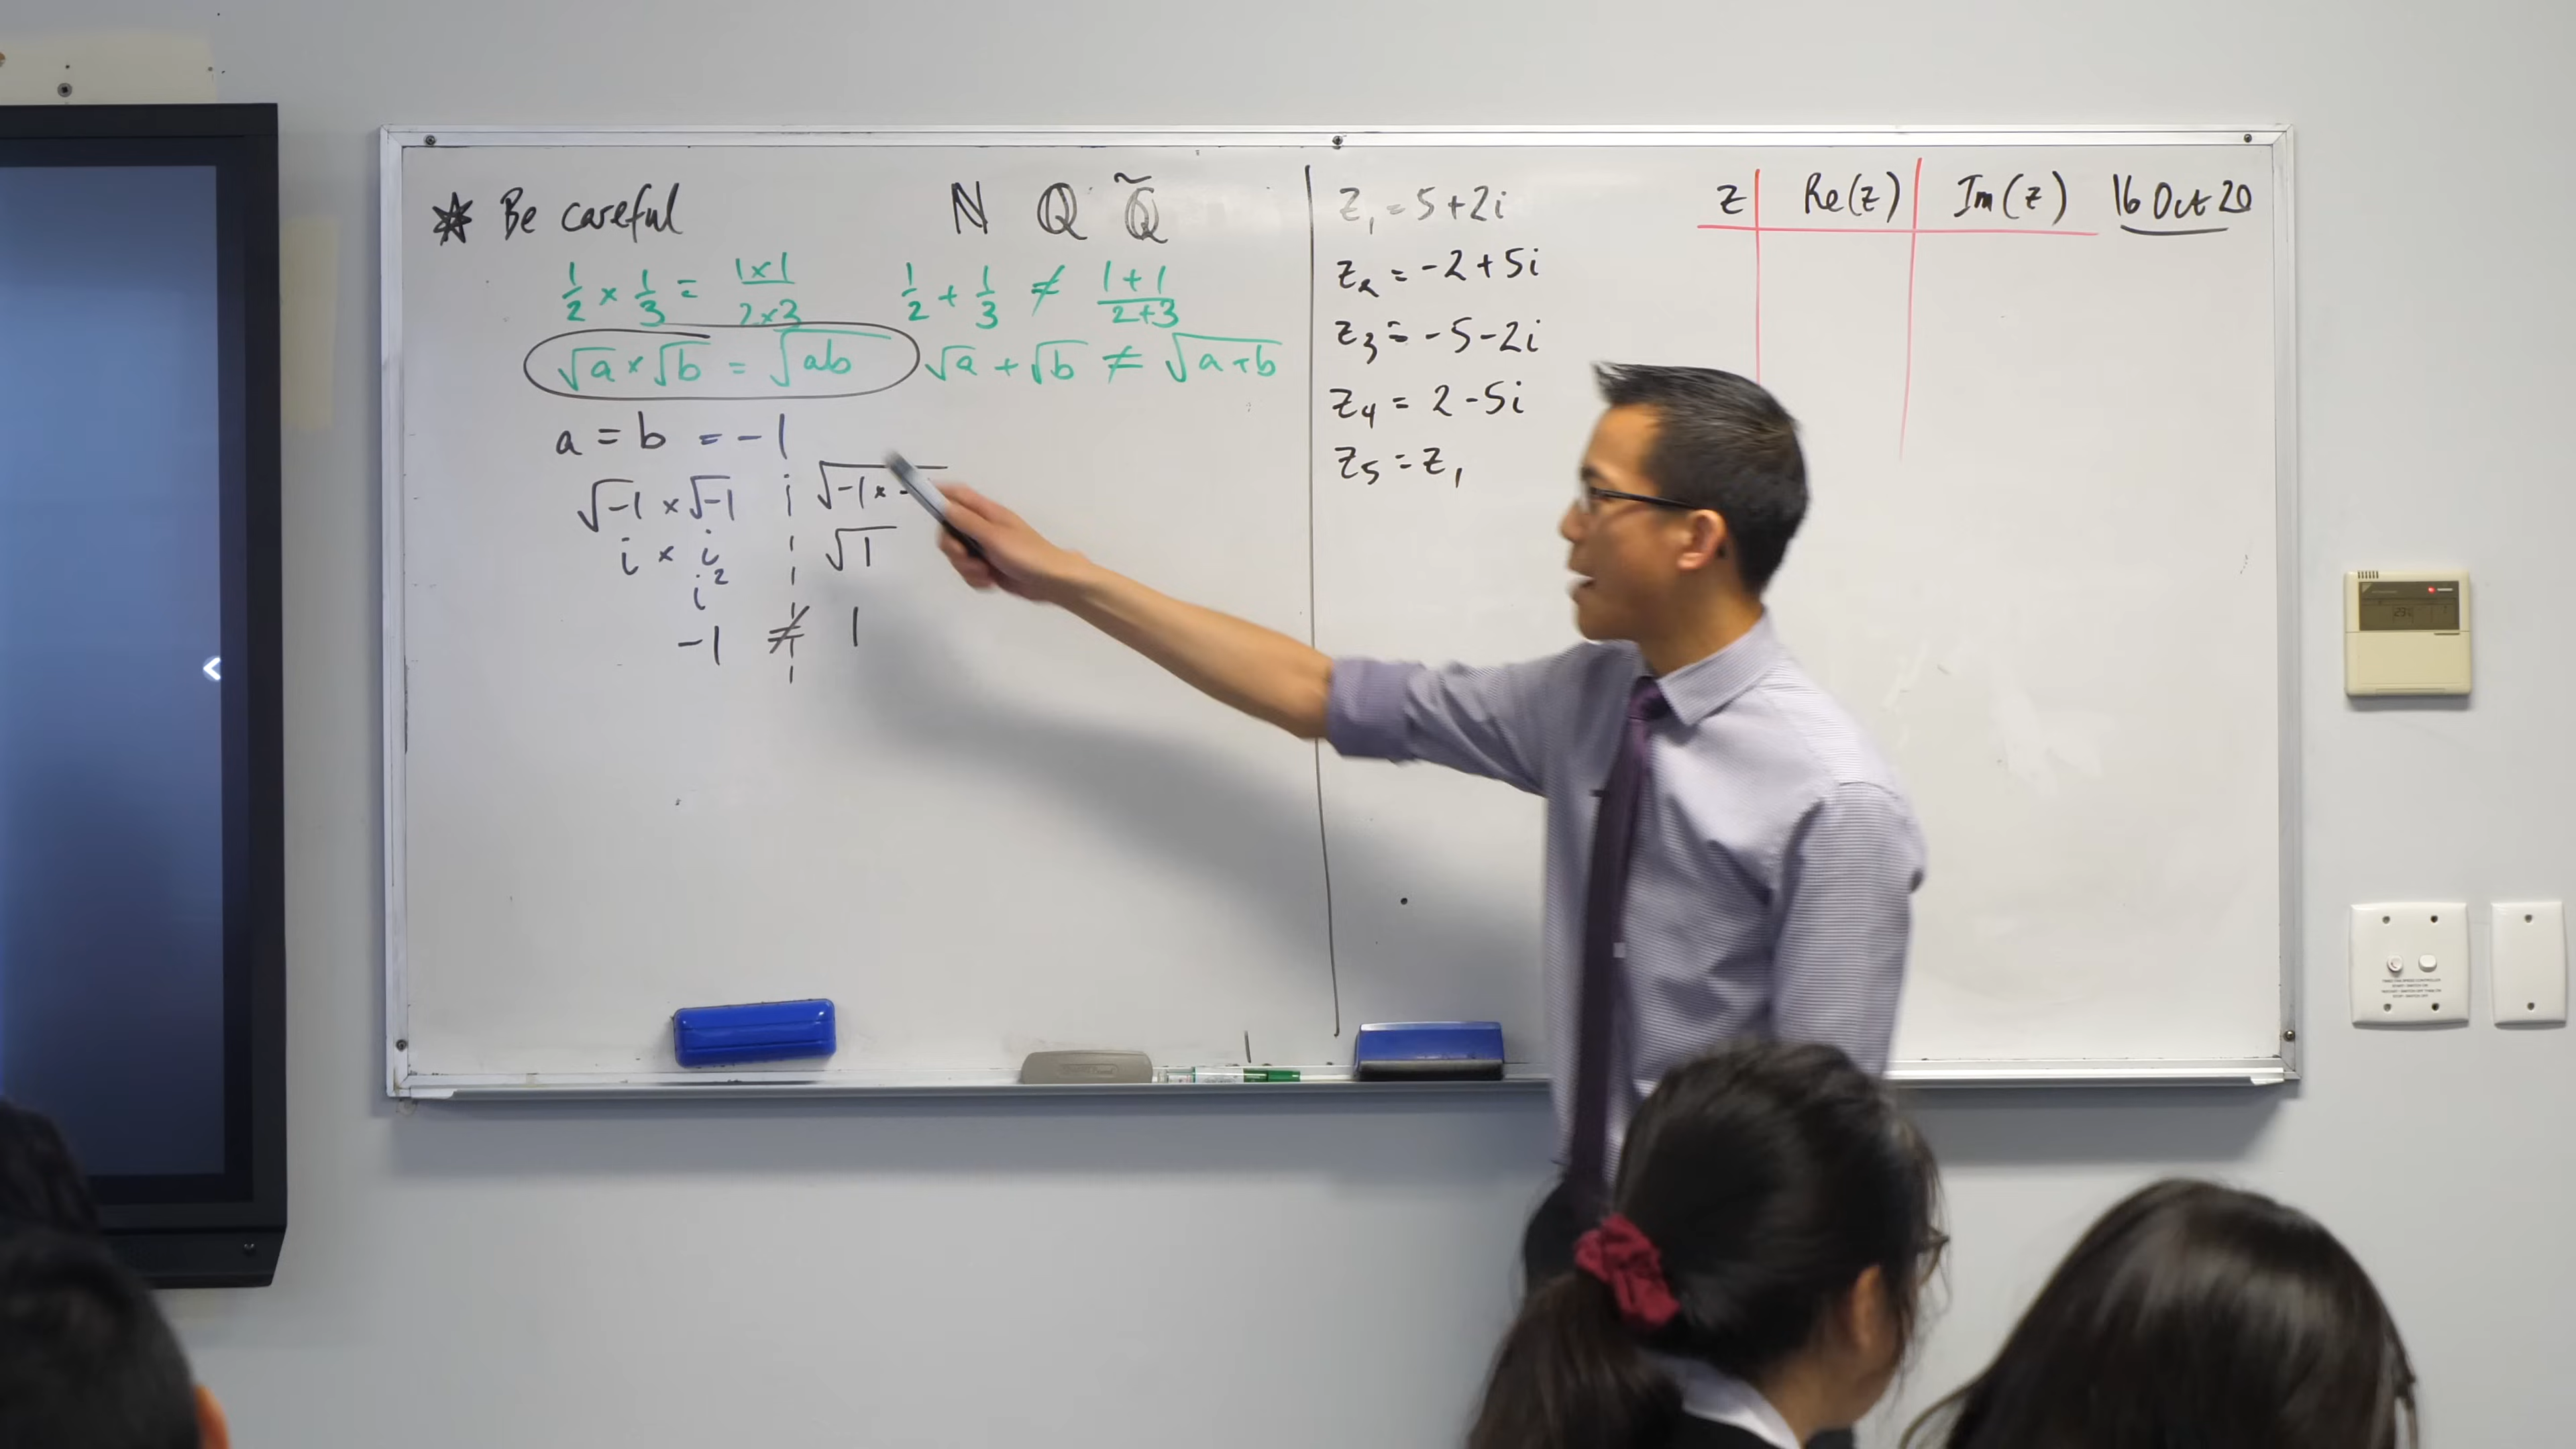 * Be careful
N Q Q̃
1/2 × 1/3 = 1×1/2×3
1/2 + 1/3 ≠ 1+1/2+3
√a × √b = √ab
√a + √b ≠ √a+b
a = b = -1
√-1 × √-1
√-1 ×
i × i
√1
i²
-1 ≠ 1
z₁ = 5+2i
z₂ = -2+5i
z₃ = -5-2i
z₄ = 2-5i
z₅ = z₁
z Re(z) Im(z)
16 Oct 20